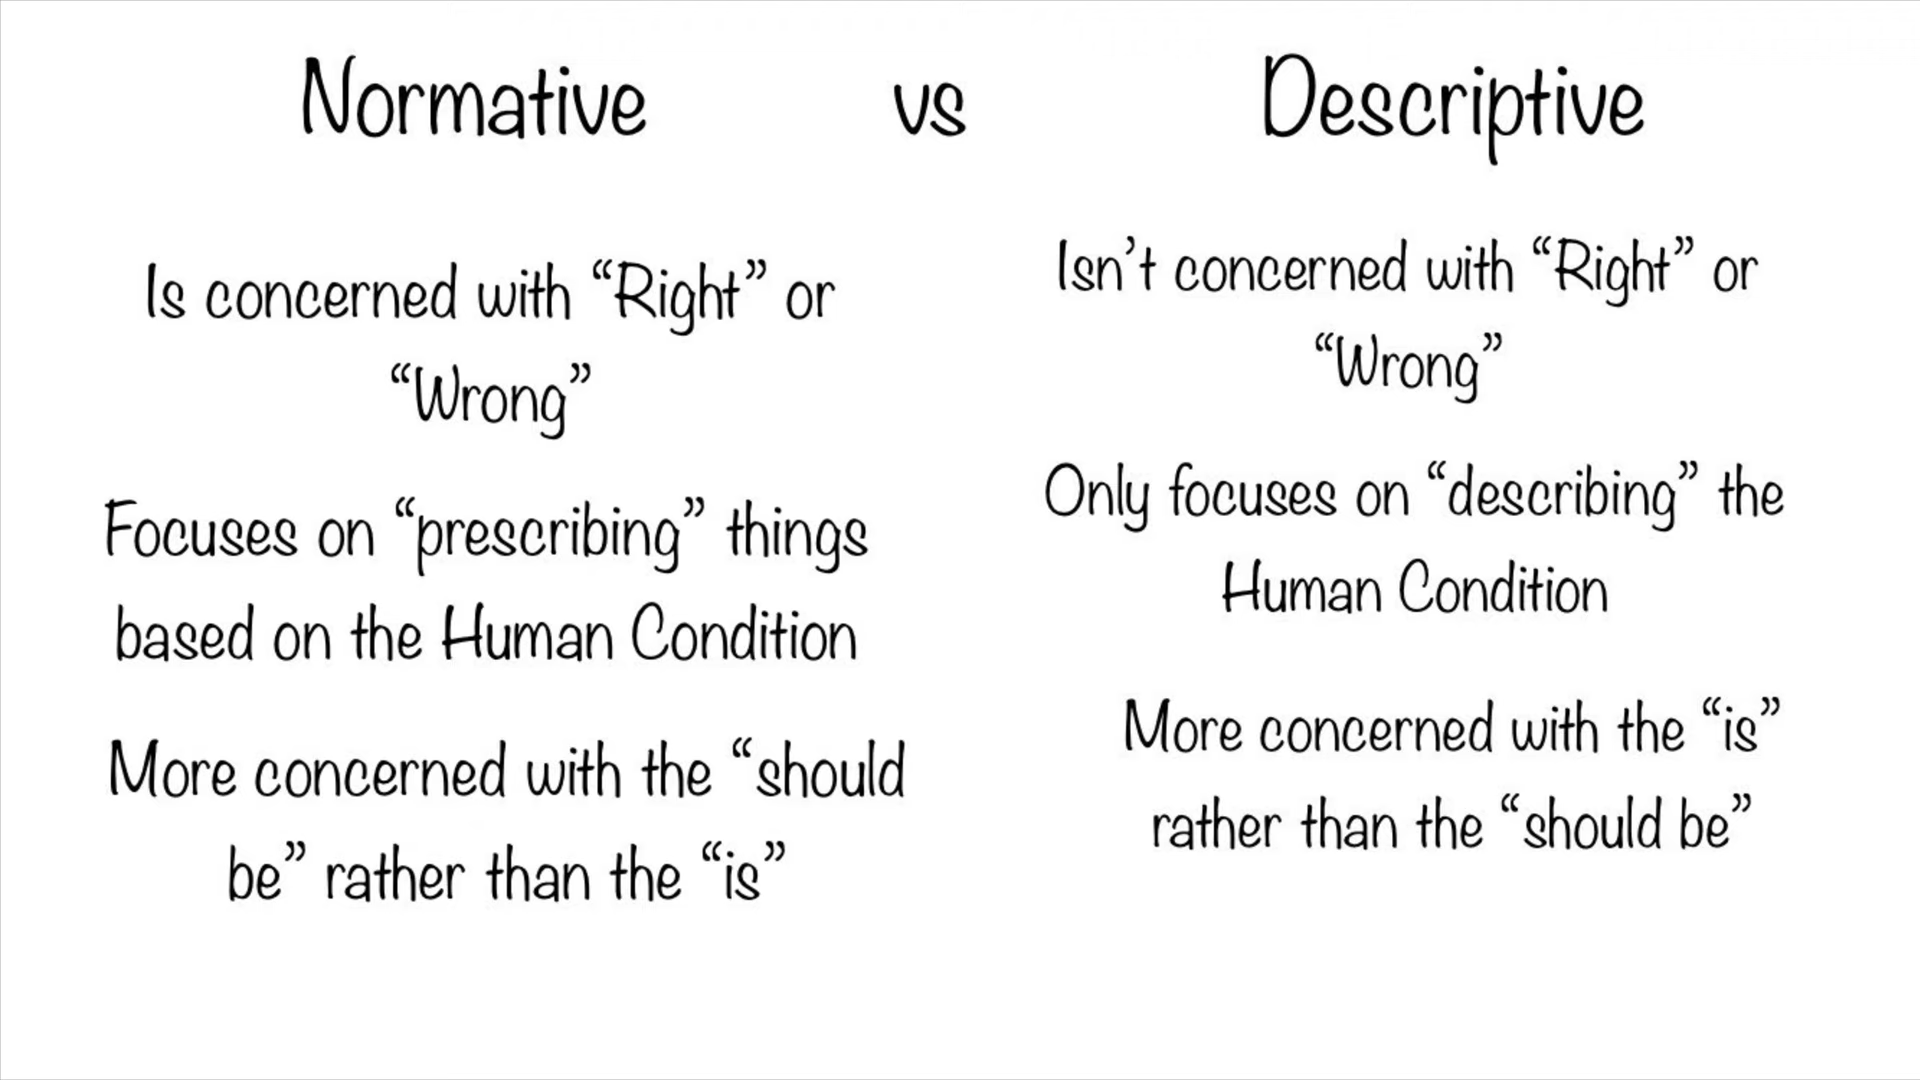 Normative vs Descriptive
Is concerned with “Right” or
“Wrong”
Focuses on “prescribing” things
based on the Human Condition
More concerned with the “should
be” rather than the “is”
Isn’t concerned with “Right” or
“Wrong”
Only focuses on “describing” the
Human Condition
More concerned with the “is”
rather than the “should be”